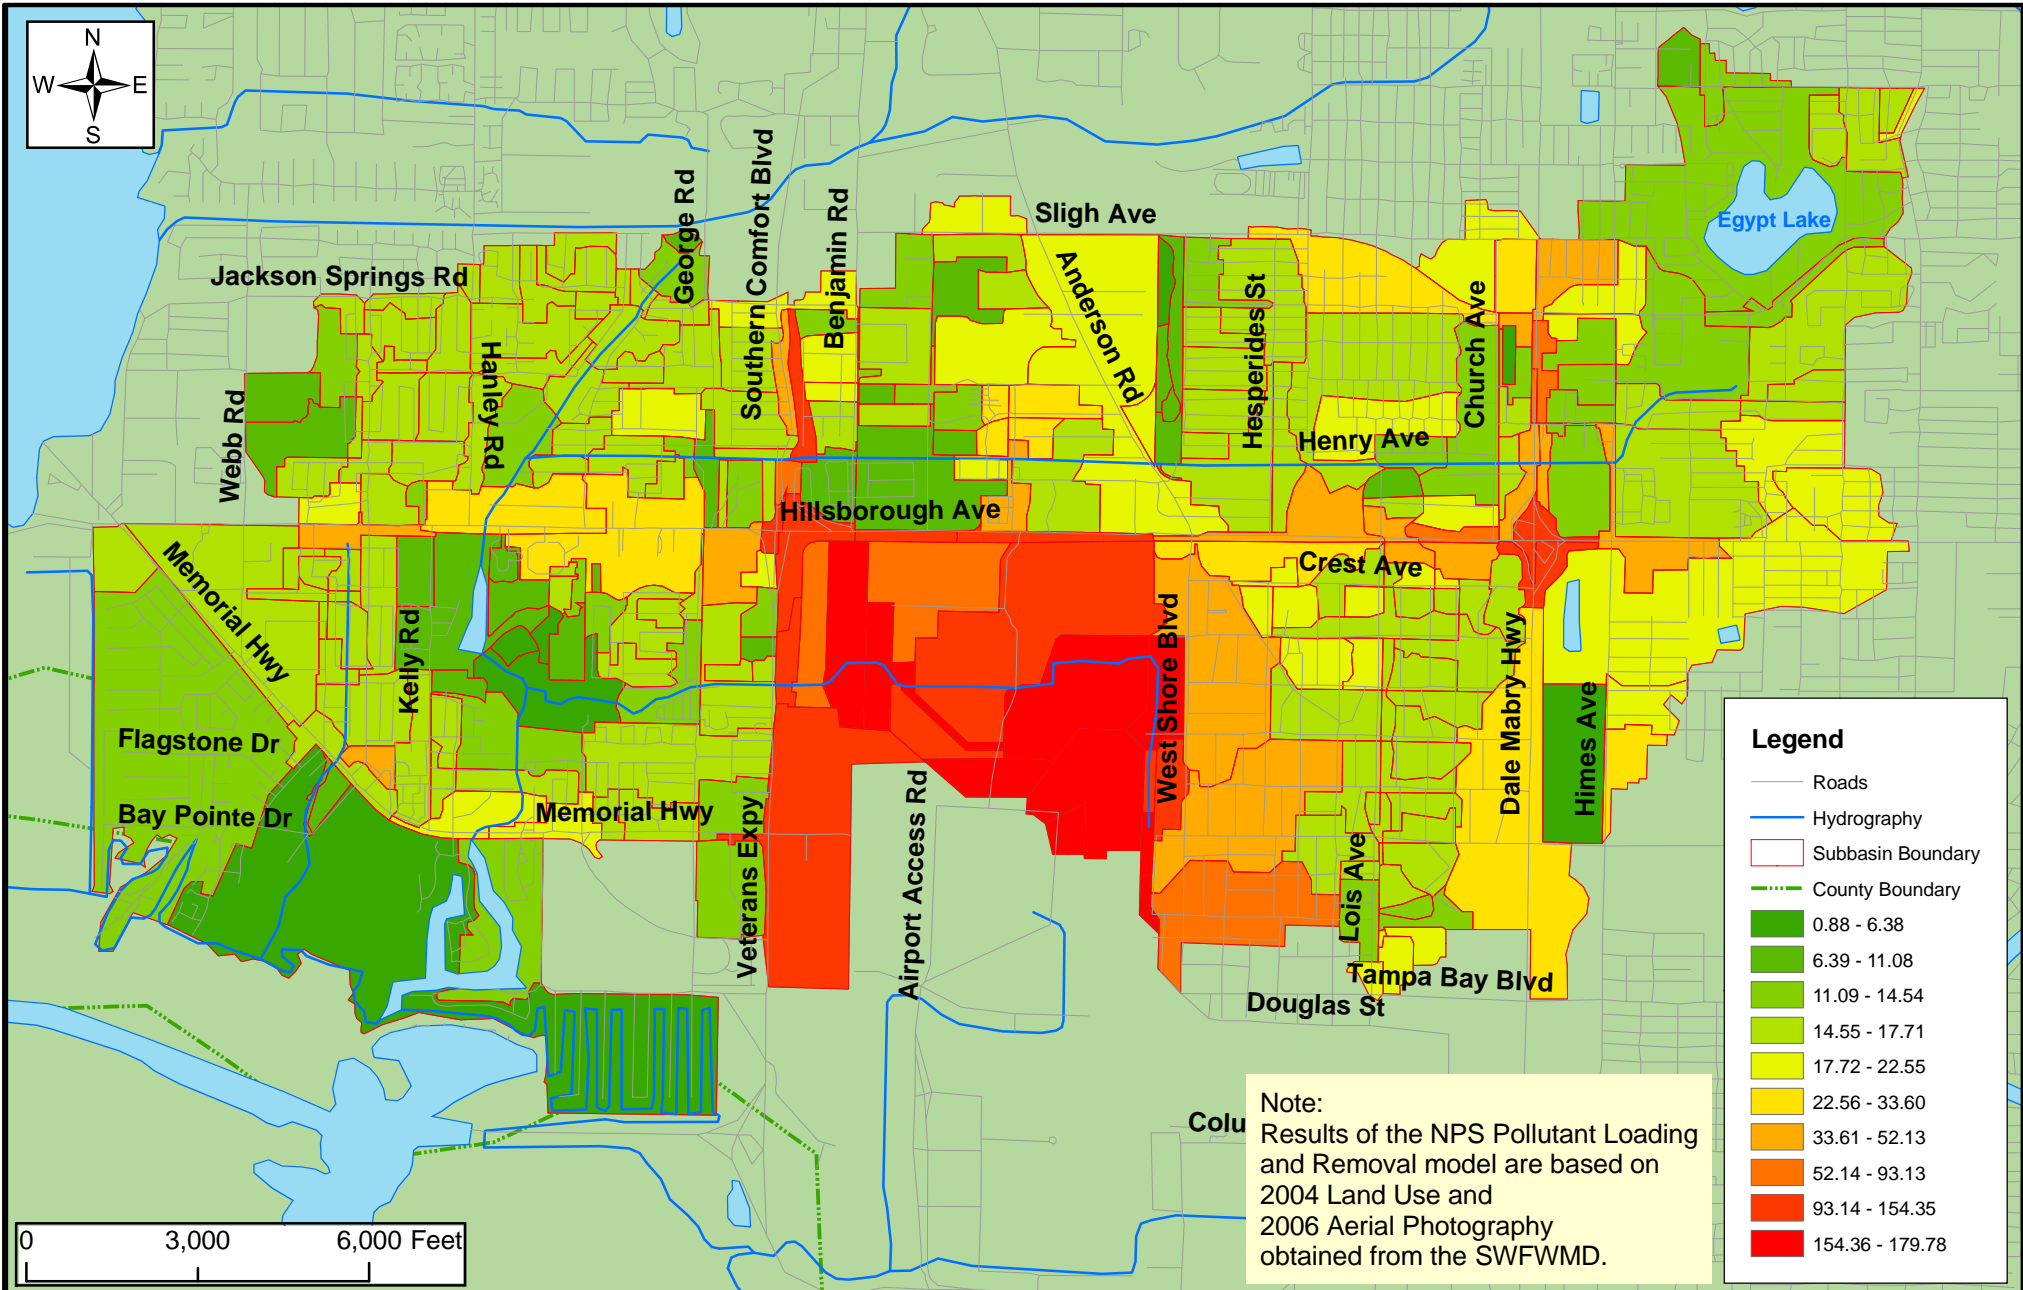 N
W
E
S
Sligh Ave
Egypt Lake
Jackson Springs Rd
George Rd
Southern Comfort Blvd
Benjamin Rd
Anderson Rd
Hesperides St
Church Ave
Hanley Rd
Webb Rd
Henry Ave
Hillsborough Ave
Crest Ave
Memorial Hwy
Kelly Rd
West Shore Blvd
Dale Mabry Hwy
Himes Ave
Flagstone Dr
Bay Pointe Dr
Memorial Hwy
Veterans Expy
Airport Access Rd
Lois Ave
Tampa Bay Blvd
Douglas St
Colu
Note:
Results of the NPS Pollutant Loading
and Removal model are based on
2004 Land Use and
2006 Aerial Photography
obtained from the SWFWMD.
Legend
Roads
Hydrography
Subbasin Boundary
County Boundary
0.88 - 6.38
6.39 - 11.08
11.09 - 14.54
14.55 - 17.71
17.72 - 22.55
22.56 - 33.60
33.61 - 52.13
52.14 - 93.13
93.14 - 154.35
154.36 - 179.78
0 3,000 6,000 Feet